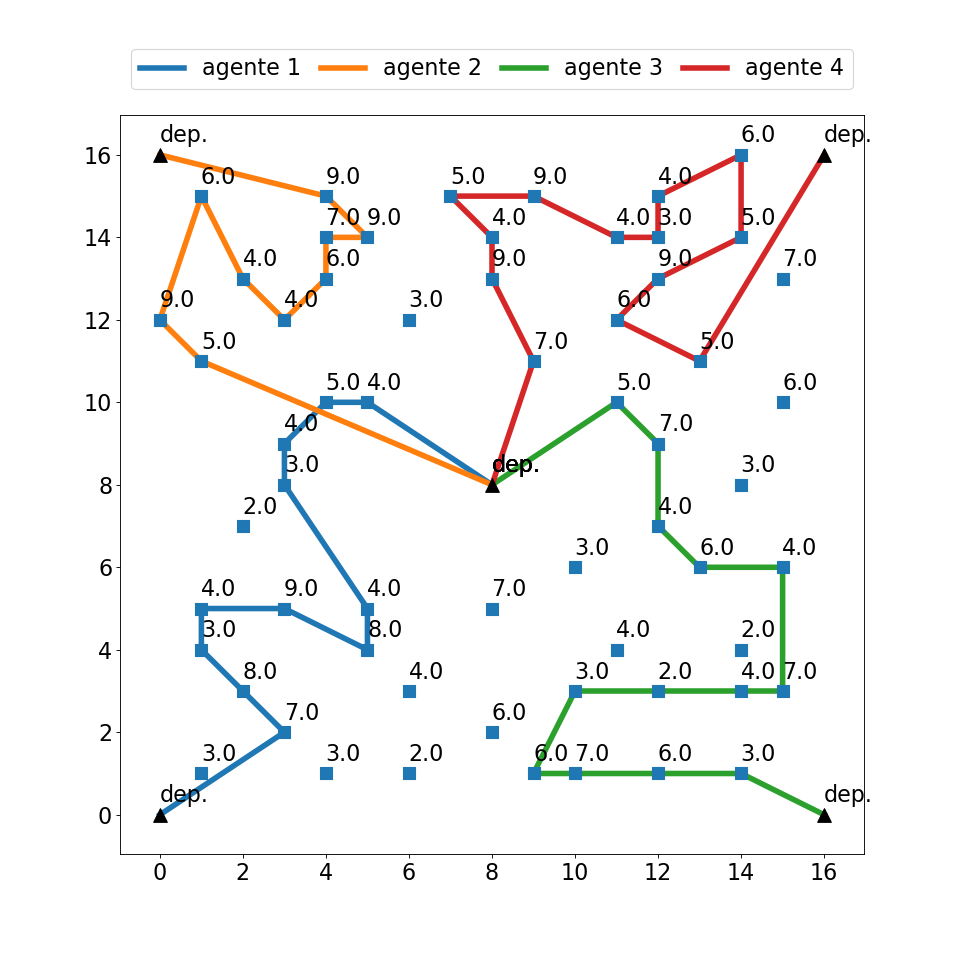 agente 1 agente 2 agente 3 agente 4
dep. 6.0 dep.
16
6.0 9.0 5.0 9.0 4.0
7.0 9.0 4.0 4.0 3.0 5.0
14
4.0 6.0 9.0 9.0 7.0
9.0 4.0 3.0 6.0
12
5.0 7.0 5.0
5.0 4.0 5.0 6.0
10
4.0 7.0
3.0 dep. 3.0
8
2.0 4.0
3.0 6.0 4.0
6
4.0 9.0 4.0 7.0
3.0 8.0 4.0 2.0
4
8.0 4.0 3.0 2.0 4.0 7.0
7.0 6.0
2
3.0 3.0 2.0 6.0 7.0 6.0 3.0
dep. dep.
0
0 2 4 6 8 10 12 14 16